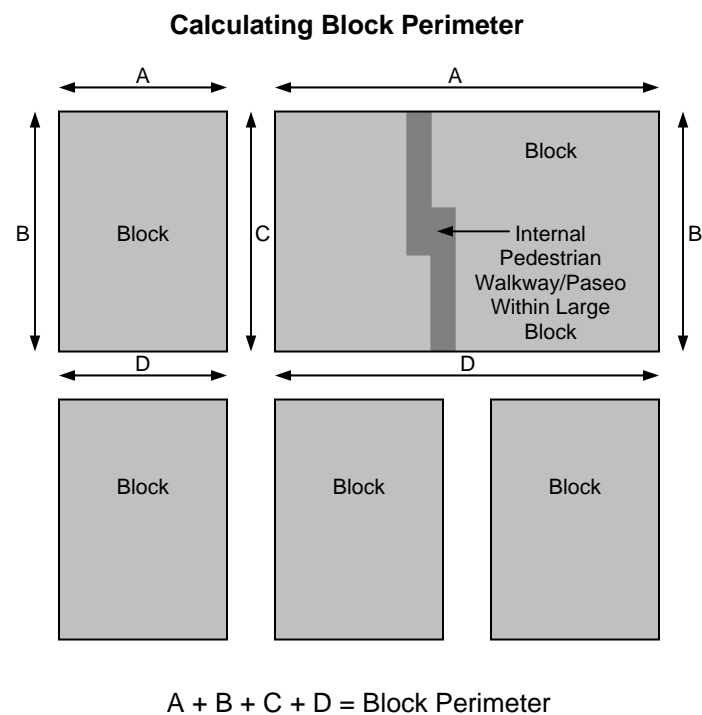 Calculating Block Perimeter
A
A
Block
B
Block
C
B
Internal
Pedestrian
Walkway/Paseo
Within Large
Block
D
D
Block
Block
Block
A + B + C + D = Block Perimeter